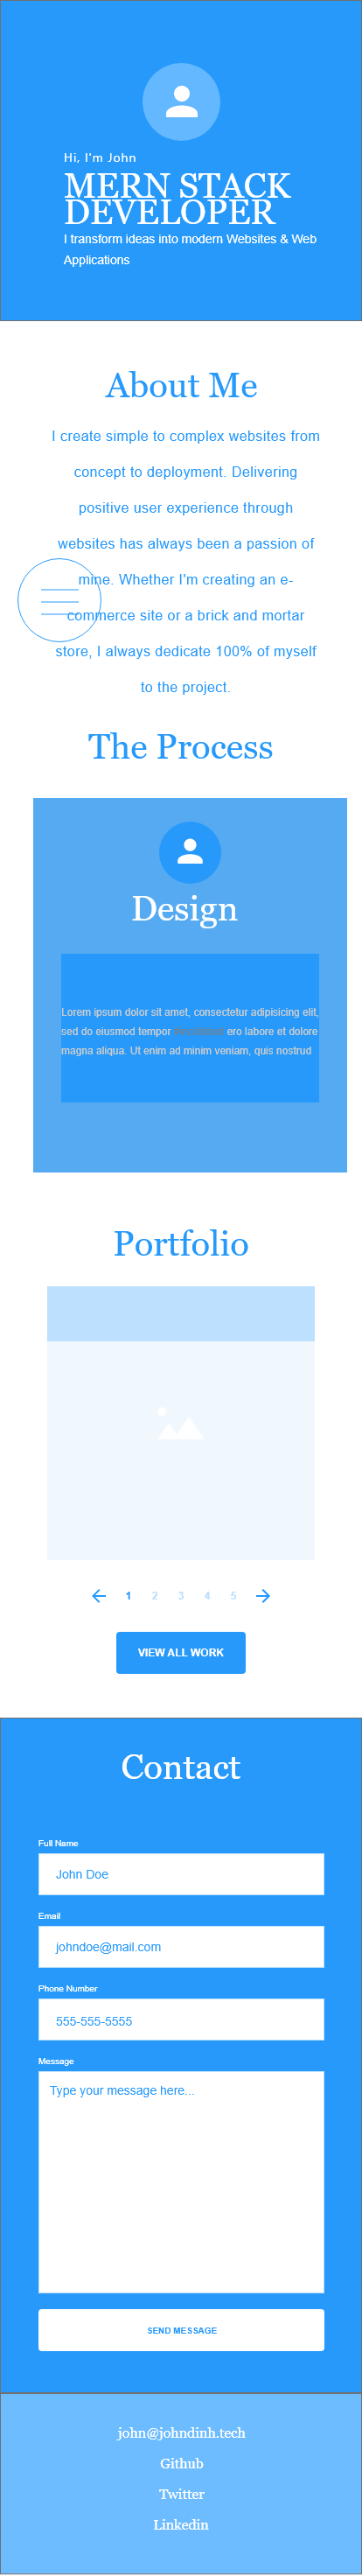 Hi, I'm John
MERN STACK
DEVELOPER
I transform ideas into modern Websites & Web
Applications
About Me
I create simple to complex websites from
concept to deployment. Delivering
positive user experience through
websites has always been a passion of
mine. Whether I'm creating an e-
commerce site or a brick and mortar
store, I always dedicate 100% of myself
to the project.
The Process
Design
Lorem ipsum dolor sit amet, consectetur adipisicing elit,
sed do eiusmod tempor ero labore et dolore
magna aliqua. Ut enim ad minim veniam, quis nostrud
Portfolio
1 2 3 4 5
VIEW ALL WORK
Contact
Full Name
John Doe
Email
johndoe@mail.com
Phone Number
555-555-5555
Message
Type your message here...
SEND MESSAGE
john@johndinh.tech
Github
Twitter
Linkedin